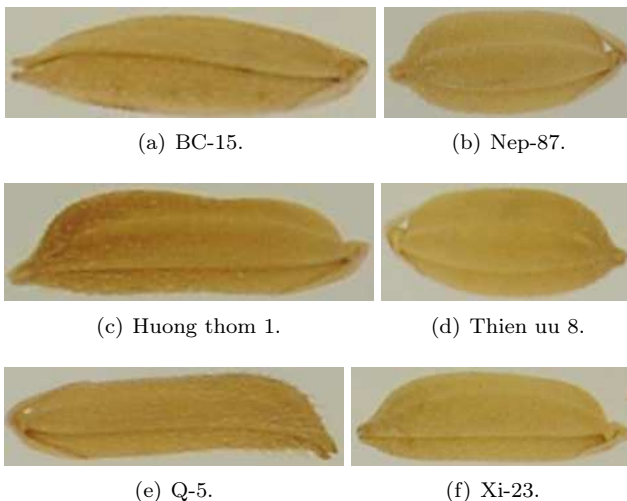 (a) BC-15.
(b) Nep-87.
(c) Huong thom 1.
(d) Thien uu 8.
(e) Q-5.
(f) Xi-23.